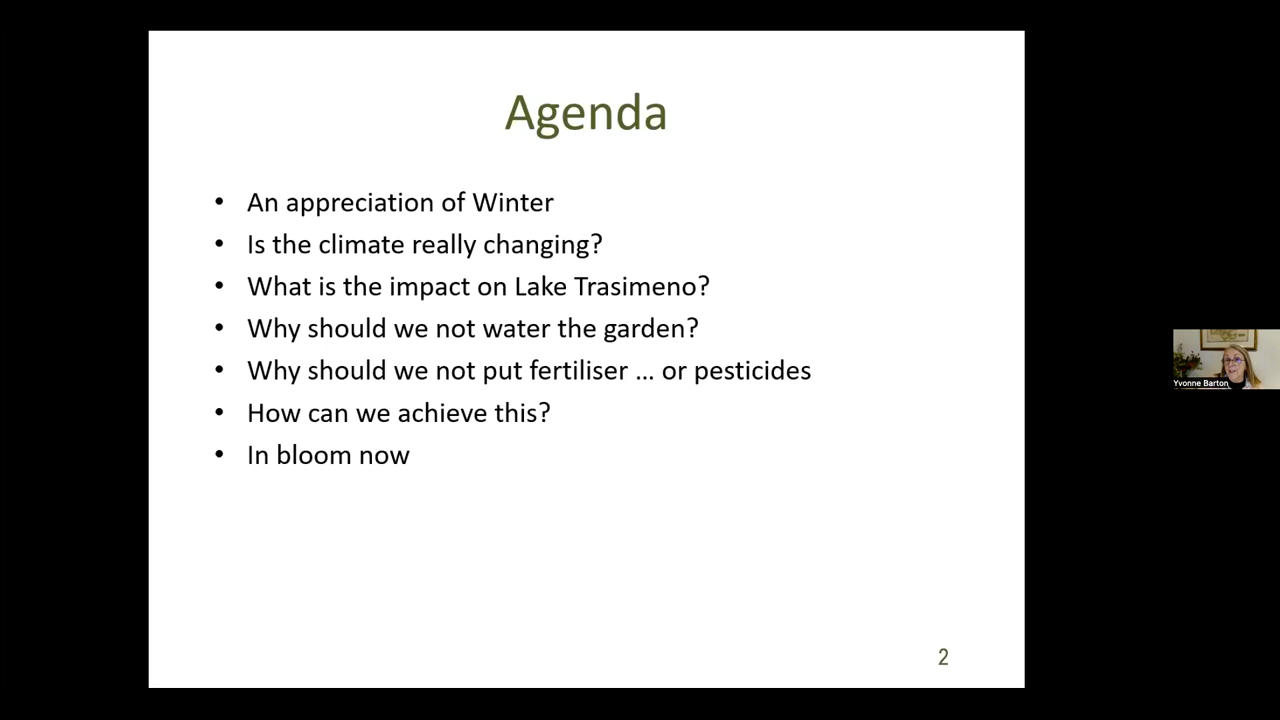 Agenda
• An appreciation of Winter
• Is the climate really changing?
• What is the impact on Lake Trasimeno?
• Why should we not water the garden?
• Why should we not put fertiliser ... or pesticides
• How can we achieve this?
• In bloom now
2
Yvonne Barton